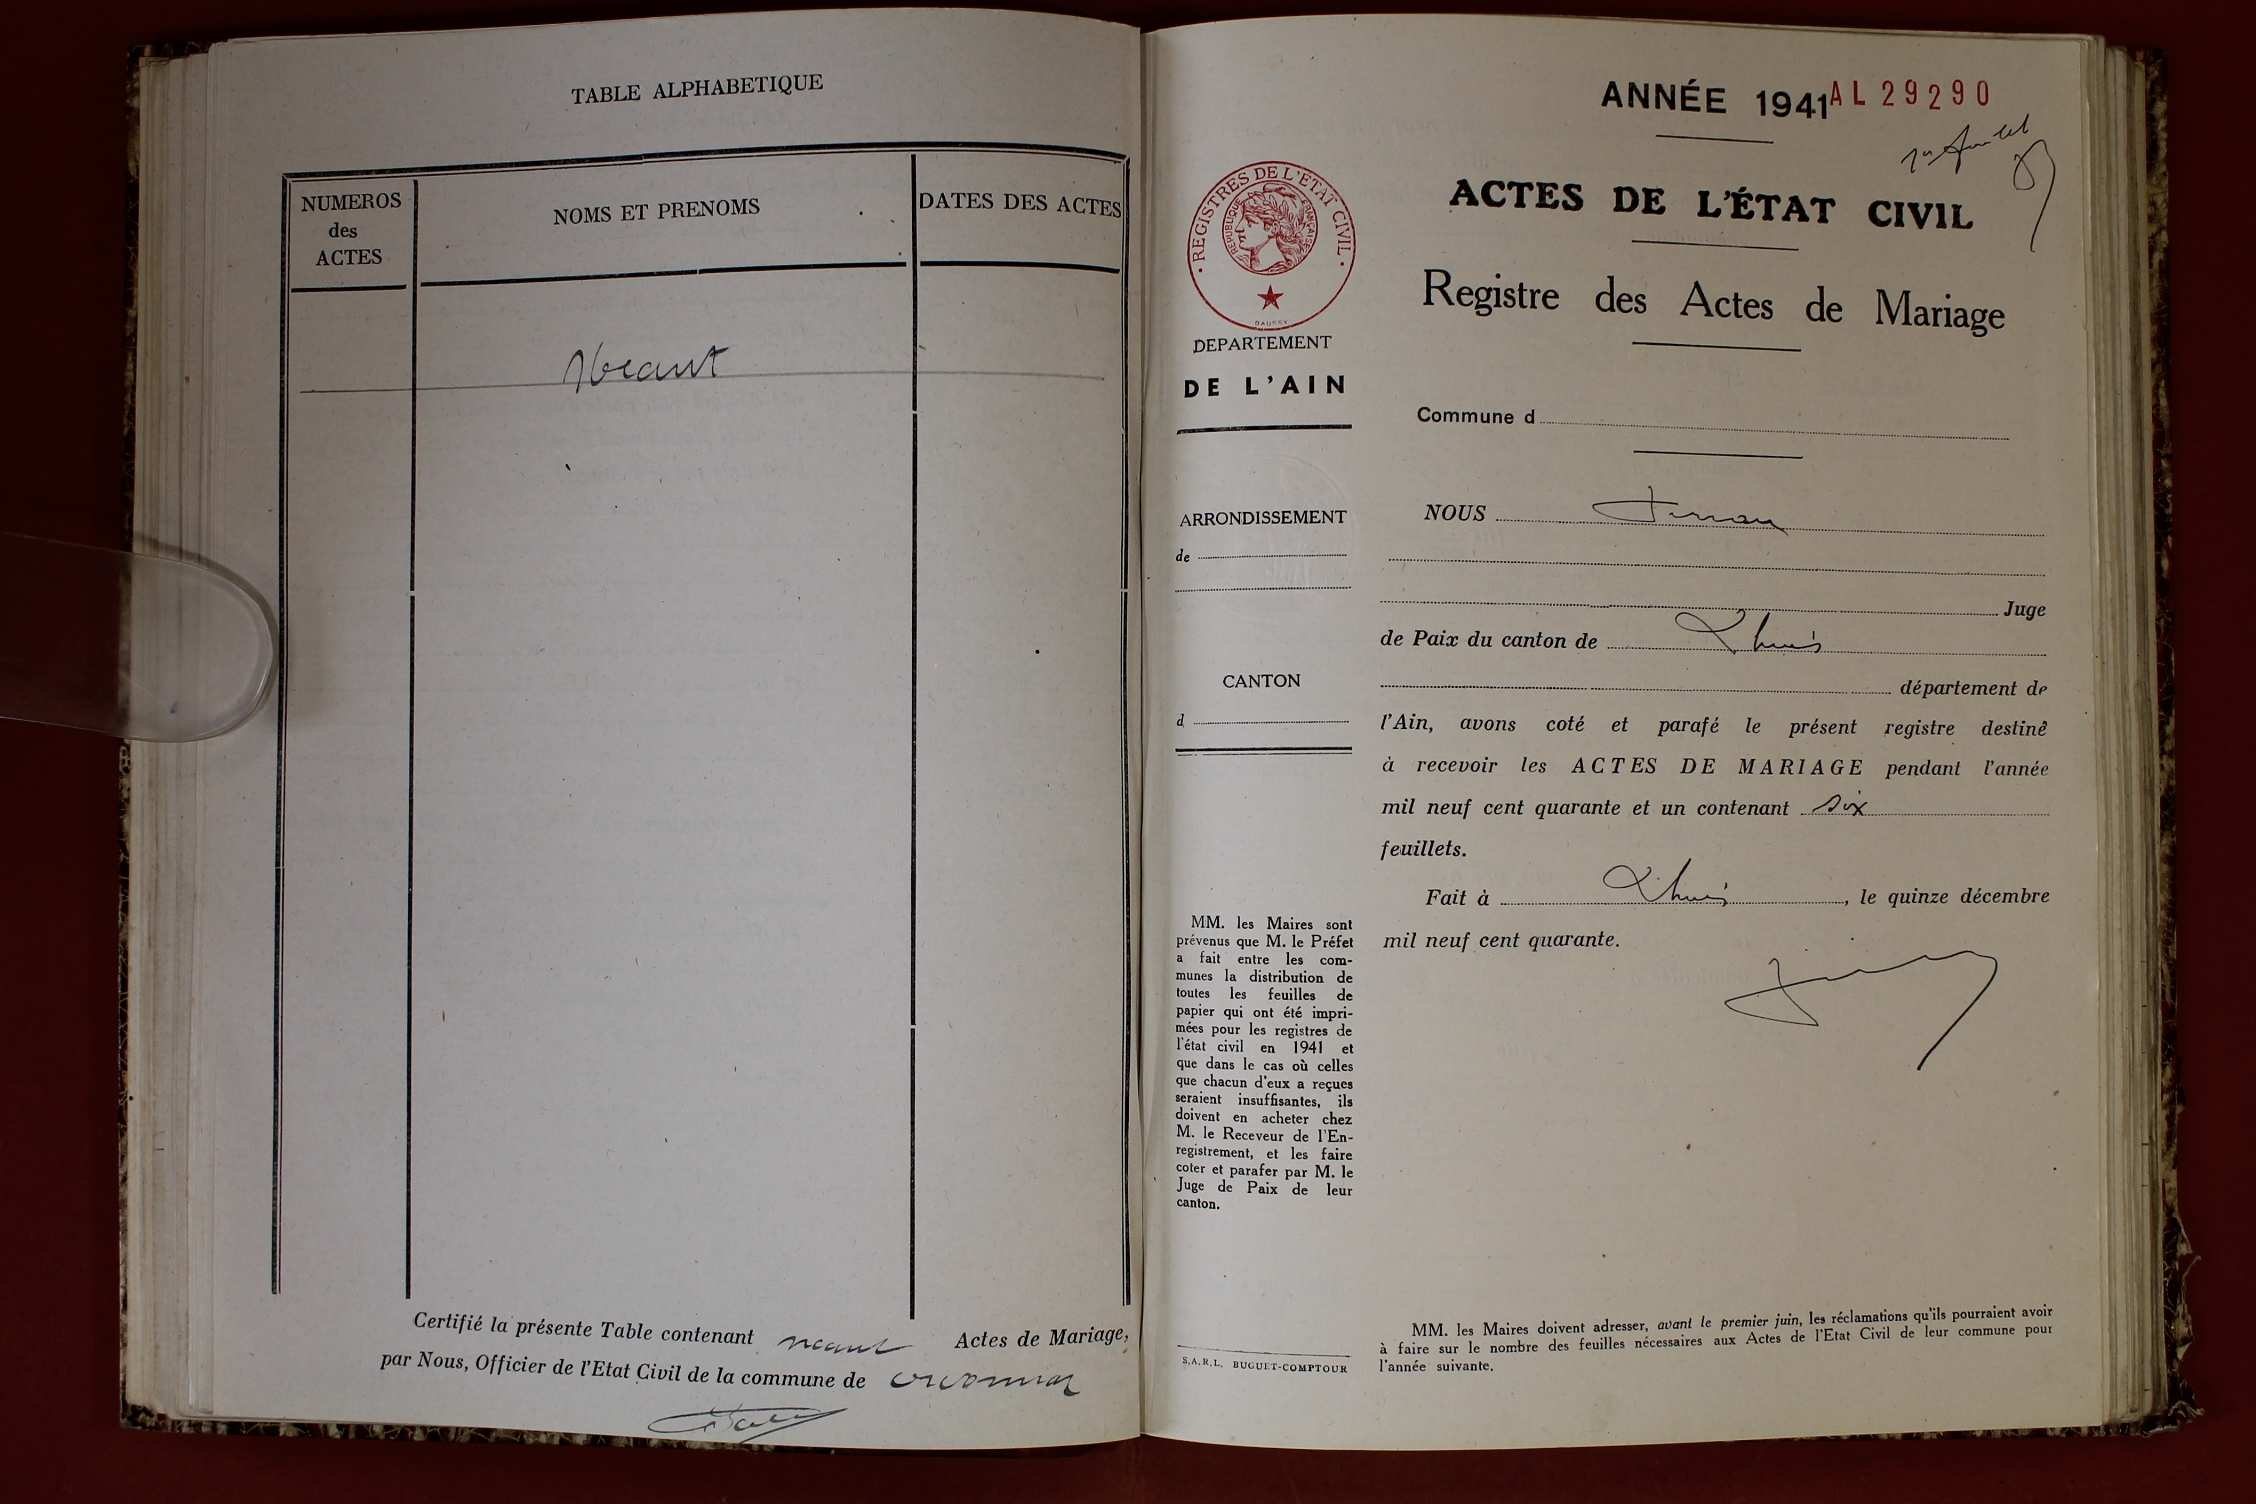 TABLE ALPHABETIQUE
NUMEROS
des
ACTES
NOMS ET PRENOMS
DATES DES ACTES
Néant
Certifié la présente Table contenant néant Actes de Mariage,
par Nous, Officier de l'Etat Civil de la commune de
ANNÉE 1941
AL 29290
1er feuillet
ACTES DE L'ÉTAT CIVIL
Registre des Actes de Mariage
· REGISTRES DE L'ETAT CIVIL ·
REPUBLIQUE FRANÇAISE
DAUSSY
DEPARTEMENT
DE L'AIN
ARRONDISSEMENT
de
CANTON
d
MM. les Maires sont
prévenus que M. le Préfet
a fait entre les com-
munes la distribution de
toutes les feuilles de
papier qui ont été impri-
mées pour les registres de
l'état civil en 1941 et
que dans le cas où celles
que chacun d'eux a reçues
seraient insuffisantes, ils
doivent en acheter chez
M. le Receveur de l'En-
registrement, et les faire
coter et parafer par M. le
Juge de Paix de leur
canton.
S.A.R.L. BUGUET-COMPTOUR
Commune d
NOUS
Juge
de Paix du canton de Lhuis
département de
l'Ain, avons coté et parafé le présent registre destiné
à recevoir les ACTES DE MARIAGE pendant l'année
mil neuf cent quarante et un contenant six
feuillets.
Fait à Lhuis, le quinze décembre
mil neuf cent quarante.
MM. les Maires doivent adresser, avant le premier juin, les réclamations qu'ils pourraient avoir
à faire sur le nombre des feuilles nécessaires aux Actes de l'Etat Civil de leur commune pour
l'année suivante.